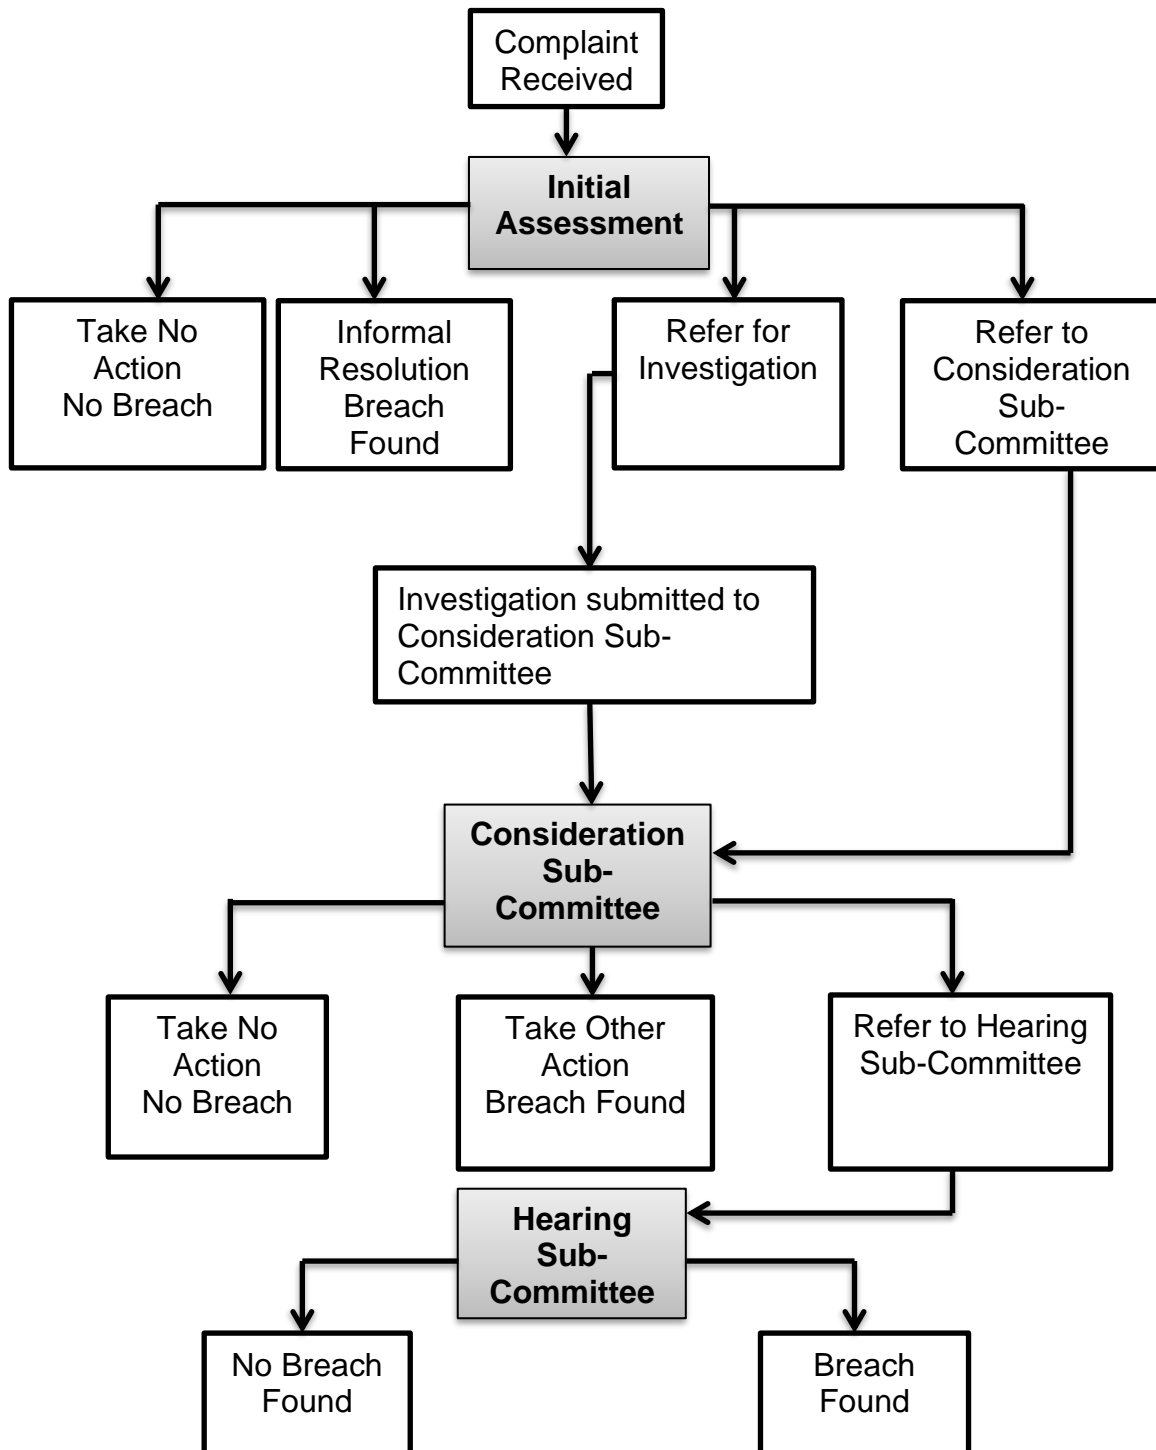 Complaint
Received
Initial
Assessment
Take No
Action
No Breach
Informal
Resolution
Breach
Found
Refer for
Investigation
Refer to
Consideration
Sub-
Committee
Investigation submitted to
Consideration Sub-
Committee
Consideration
Sub-
Committee
Take No
Action
No Breach
Take Other
Action
Breach Found
Refer to Hearing
Sub-Committee
Hearing
Sub-
Committee
No Breach
Found
Breach
Found